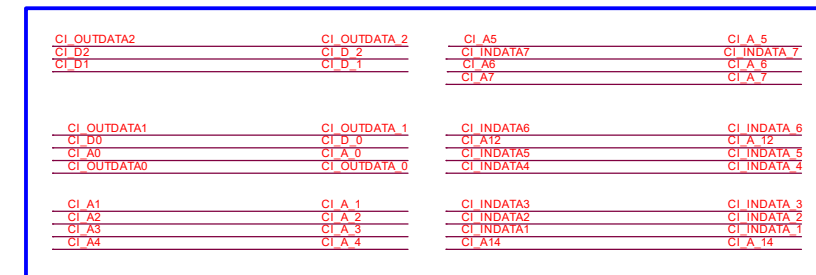 CI_OUTDATA2 CI_OUTDATA_2
CI_D2 CI_D_2
CI_D1 CI_D_1
CI_OUTDATA1 CI_OUTDATA_1
CI_D0 CI_D_0
CI_A0 CI_A_0
CI_OUTDATA0 CI_OUTDATA_0
CI_A1 CI_A_1
CI_A2 CI_A_2
CI_A3 CI_A_3
CI_A4 CI_A_4
CI_A5 CI_A_5
CI_INDATA7 CI_INDATA_7
CI_A6 CI_A_6
CI_A7 CI_A_7
CI_INDATA6 CI_INDATA_6
CI_A12 CI_A_12
CI_INDATA5 CI_INDATA_5
CI_INDATA4 CI_INDATA_4
CI_INDATA3 CI_INDATA_3
CI_INDATA2 CI_INDATA_2
CI_INDATA1 CI_INDATA_1
CI_A14 CI_A_14